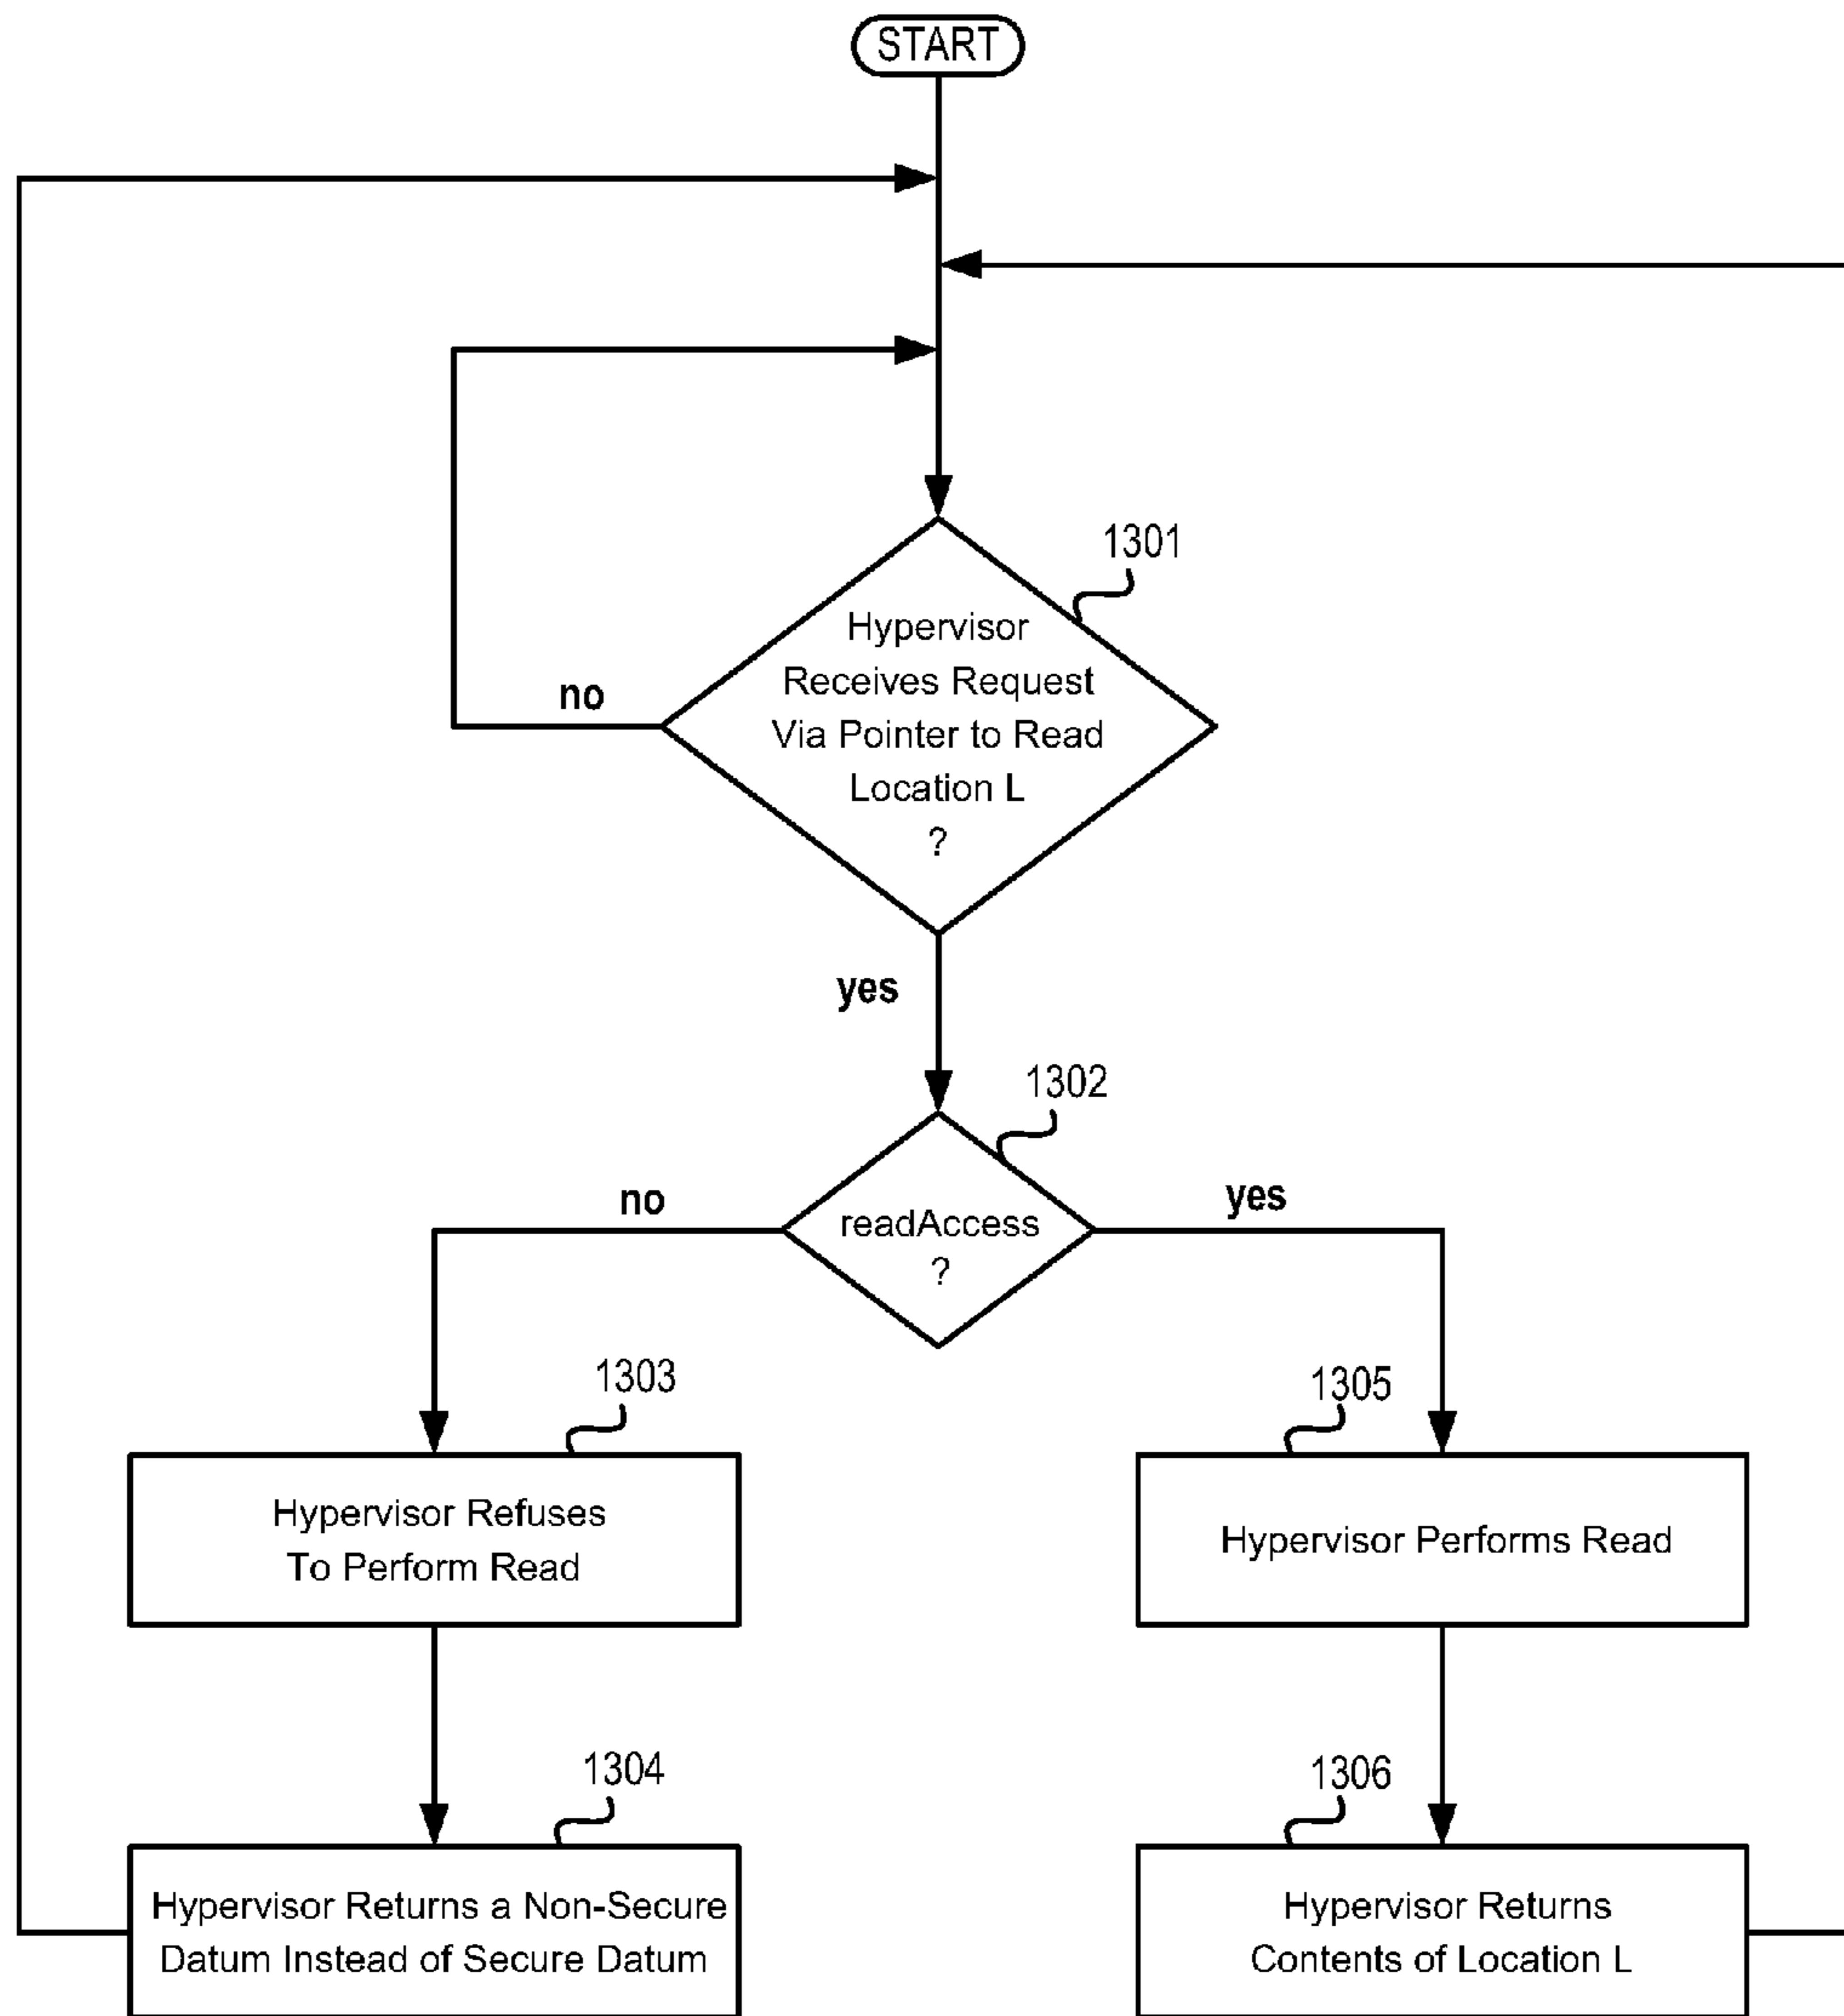 START
1301
Hypervisor
Receives Request
Via Pointer to Read
Location L
?
no
yes
1302
readAccess
?
no
yes
1303
Hypervisor Refuses
To Perform Read
1305
Hypervisor Performs Read
1304
Hypervisor Returns a Non-Secure
Datum Instead of Secure Datum
1306
Hypervisor Returns
Contents of Location L